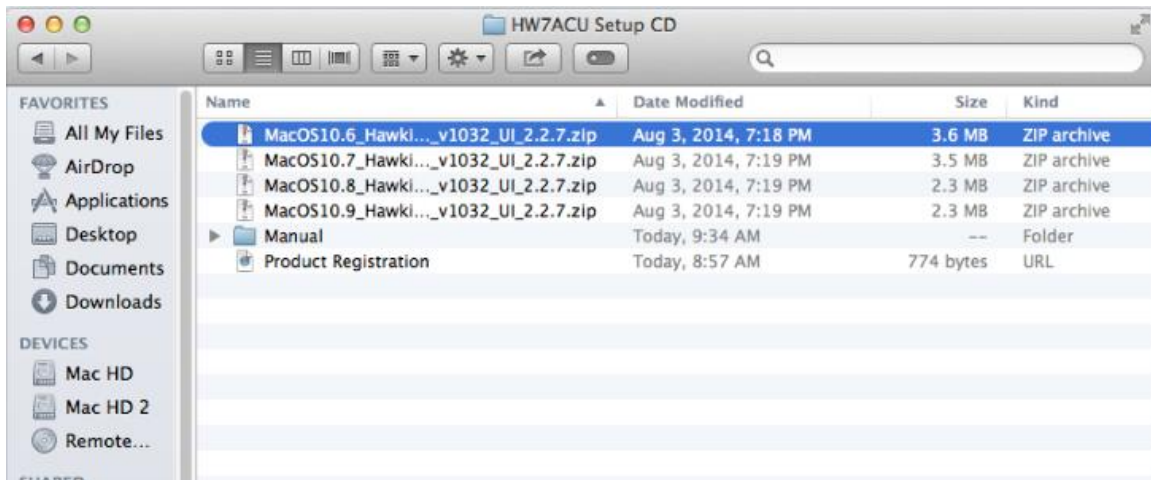 HW7ACU Setup CD
FAVORITES
All My Files
AirDrop
Applications
Desktop
Documents
Downloads
DEVICES
Mac HD
Mac HD 2
Remote...
Name Date Modified Size Kind
MacOS10.6_Hawki..._v1032_UI_2.2.7.zip Aug 3, 2014, 7:18 PM 3.6 MB ZIP archive
MacOS10.7_Hawki..._v1032_UI_2.2.7.zip Aug 3, 2014, 7:19 PM 3.5 MB ZIP archive
MacOS10.8_Hawki..._v1032_UI_2.2.7.zip Aug 3, 2014, 7:19 PM 2.3 MB ZIP archive
MacOS10.9_Hawki..._v1032_UI_2.2.7.zip Aug 3, 2014, 7:19 PM 2.3 MB ZIP archive
Manual Today, 9:34 AM -- Folder
Product Registration Today, 8:57 AM 774 bytes URL